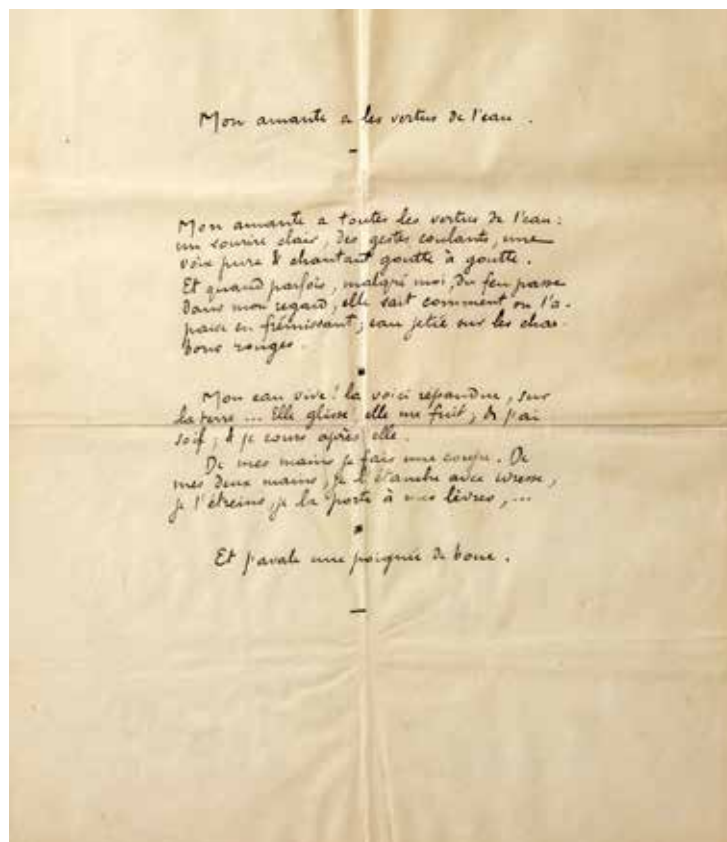 Mon amante a les vertus de l'eau.
Mon amante a toutes les vertus de l'eau :
un sourire clair, des gestes coulants, une
voix pure & chantant goutte à goutte.
Et quand parfois, malgré moi, du feu passe
dans mon regard, elle sait comment on l'a-
paise en frémissant ; eau jetée sur les char-
bons rouges.
Mon eau vive ! la voici répandue, sur
la terre ... Elle glisse elle me fuit, & j'ai
soif, & je cours après elle.
De mes mains je fais une coupe. De
mes deux mains, je l'étanche avec ivresse,
je l'étreins, je la porte à mes lèvres, ...
Et j'avale une poignée de boue.